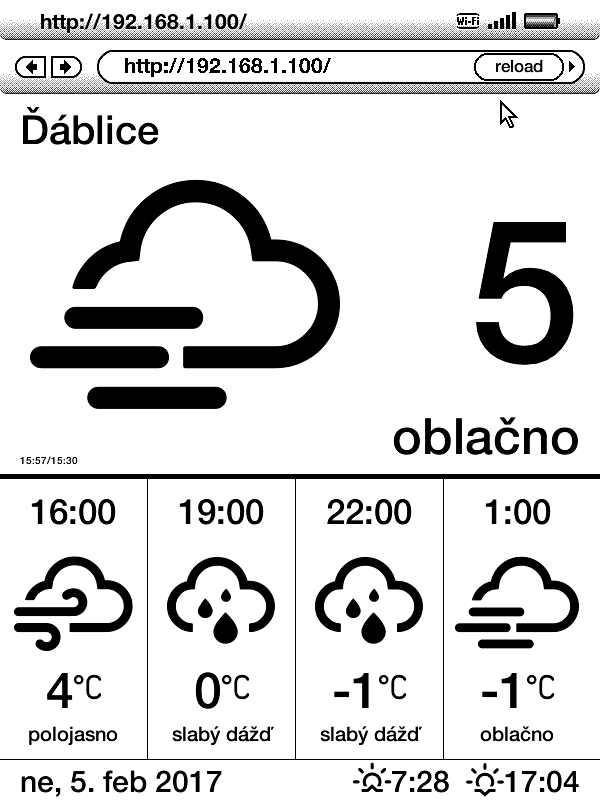 http://192.168.1.100/ Wi-Fi
http://192.168.1.100/ reload
Ďáblice
5
oblačno
15:57/15:30
16:00 19:00 22:00 1:00
4°C 0°C -1°C -1°C
polojasno slabý dážď slabý dážď oblačno
ne, 5. feb 2017 7:28 17:04